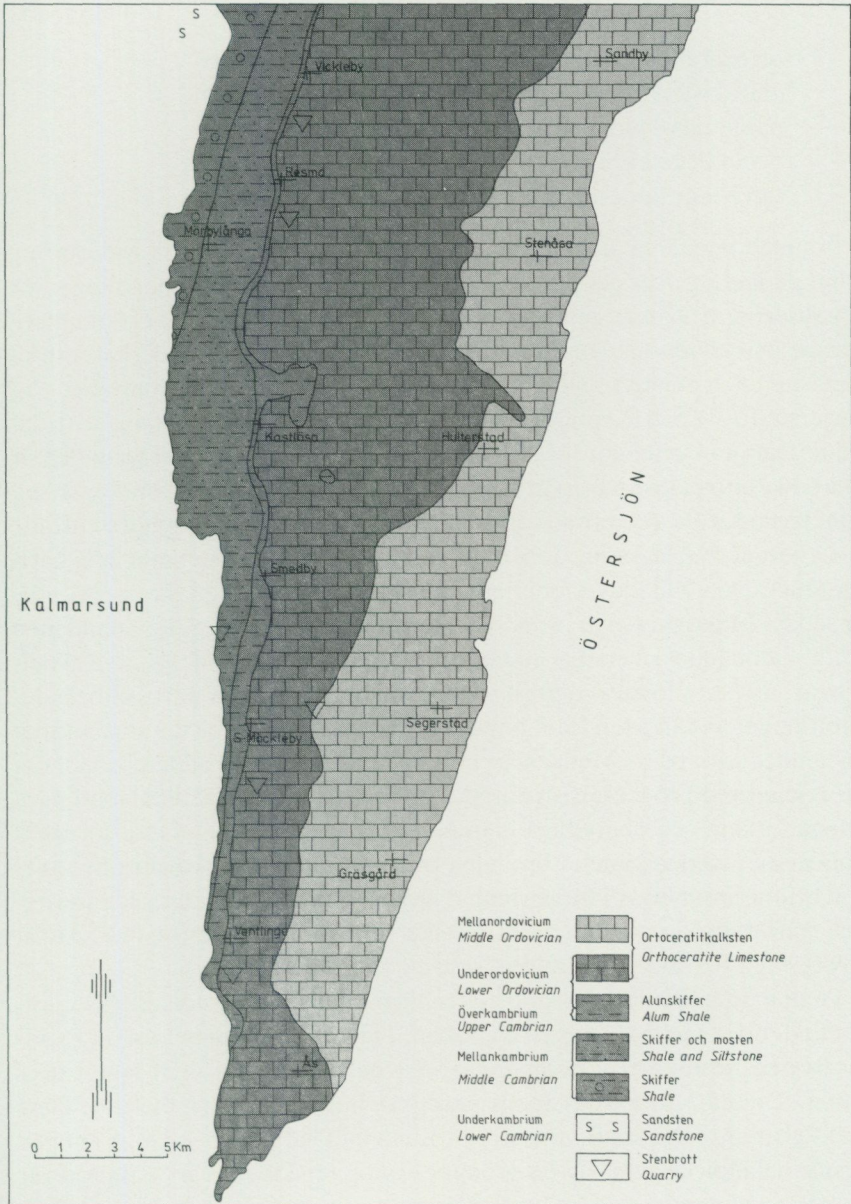 S
S
Vickleby
Sandby
Resmo
Mörbylånga
Stenåsa
Kastlösa
Hulterstad
Smedby
Kalmarsund
ÖSTERSJÖN
S Möckleby
Segerstad
Gräsgård
Ventlinge
Ås
Mellanordovicium
Middle Ordovician
Ortoceratitkalksten
Orthoceratite Limestone
Underordovicium
Lower Ordovician
Överkambrium
Upper Cambrian
Alunskiffer
Alum Shale
Mellankambrium
Middle Cambrian
Skiffer och mosten
Shale and Siltstone
Skiffer
Shale
Underkambrium
Lower Cambrian
S S
Sandsten
Sandstone
Stenbrott
Quarry
0 1 2 3 4 5 Km